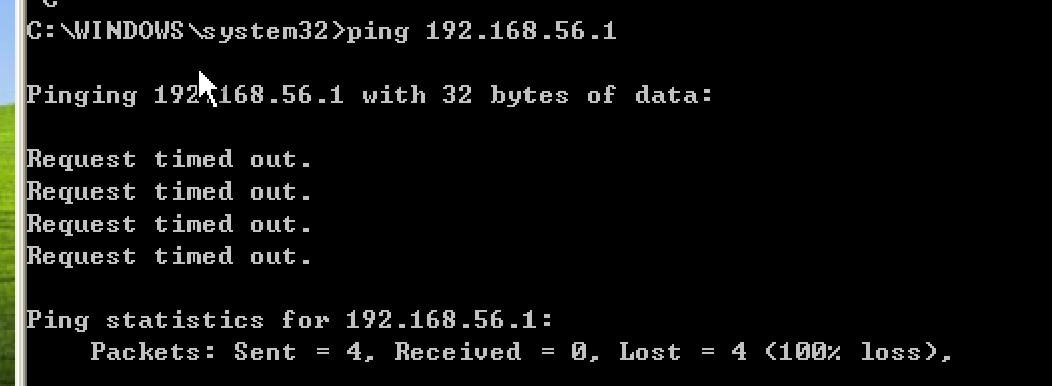 C:\WINDOWS\system32>ping 192.168.56.1
Pinging 192.168.56.1 with 32 bytes of data:
Request timed out.
Request timed out.
Request timed out.
Request timed out.
Ping statistics for 192.168.56.1:
Packets: Sent = 4, Received = 0, Lost = 4 (100% loss),